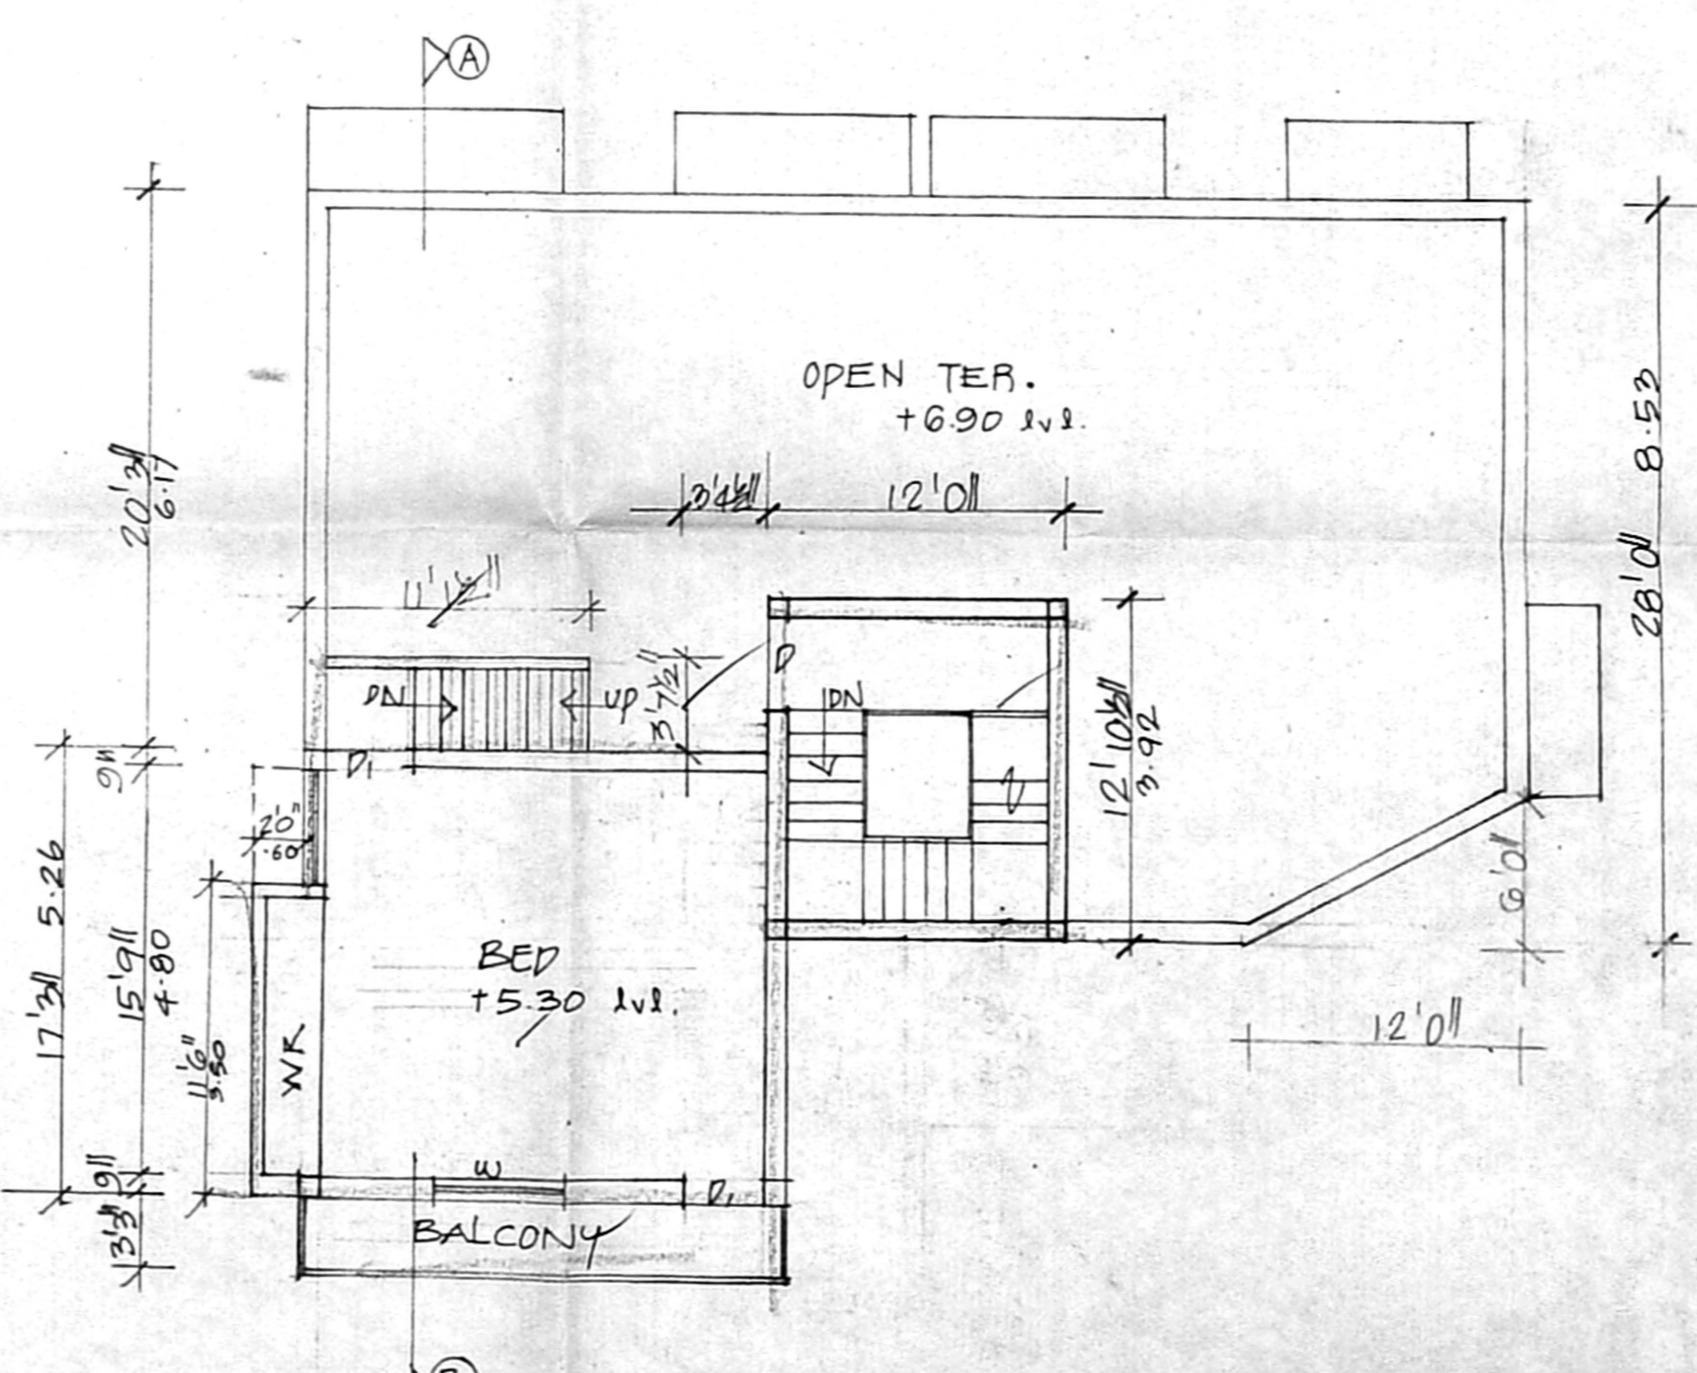 A
OPEN TER.
+6.90 lvl.
20'3"
6.17
28'0" 8.53
3'4½"
12'0"
11'1½"
3'7½"
D
DN
UP
DN
12'10½"
3.92
9"
D1
2'0"
.60
6'0"
17'3" 5.26
15'9"
4.80
11'6"
3.50
WR
BED
+5.30 lvl.
12'0"
9"
W
D1
3'3"
BALCONY